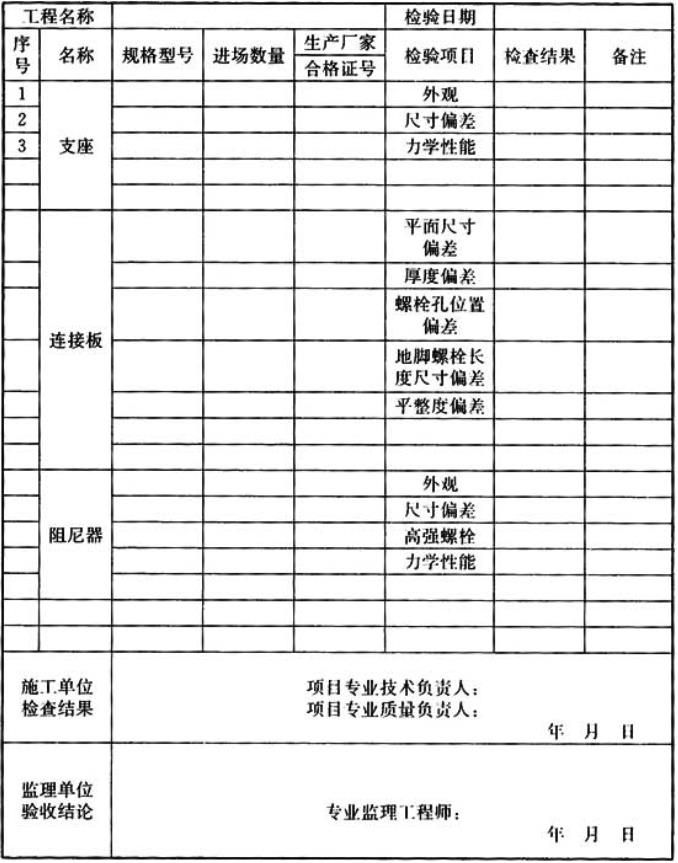 工程名称 检验日期
序号 名称 规格型号 进场数量 生产厂家 检验项目 检查结果 备注
合格证号
1 支座 外观
2 尺寸偏差
3 力学性能
连接板 平面尺寸
偏差
厚度偏差
螺栓孔位置
偏差
地脚螺栓长
度尺寸偏差
平整度偏差
阻尼器 外观
尺寸偏差
高强螺栓
力学性能
施工单位
检查结果
项目专业技术负责人：
项目专业质量负责人：
年 月 日
监理单位
验收结论
专业监理工程师：
年 月 日